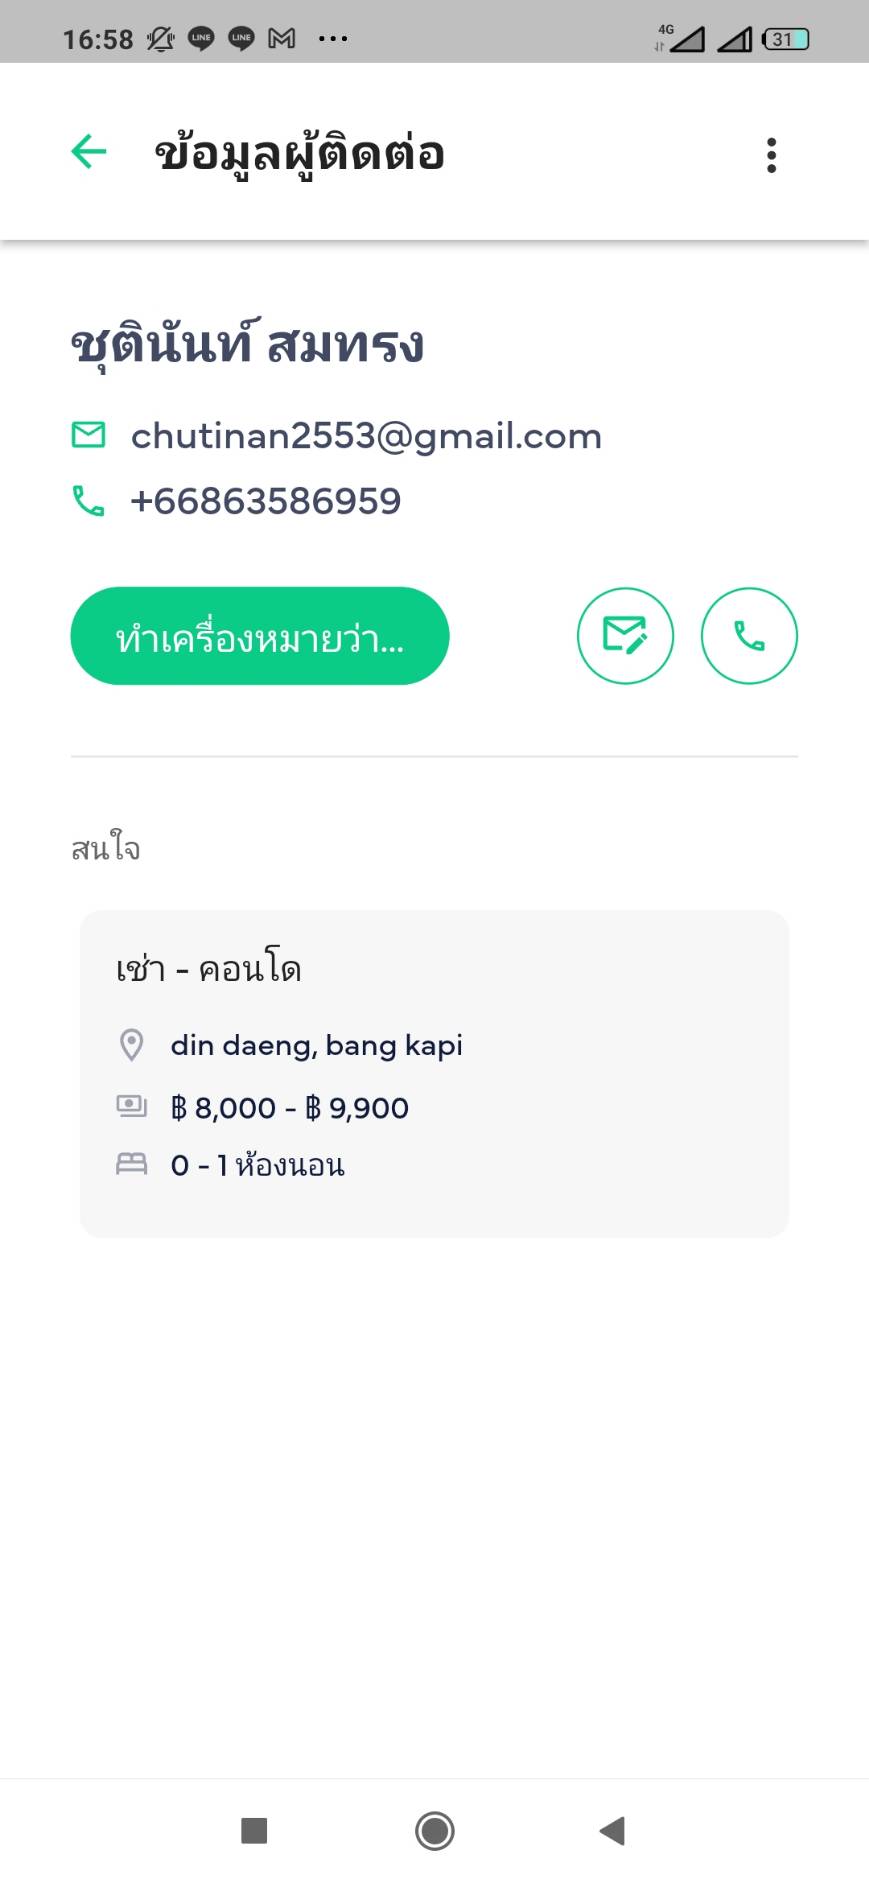 16:58 LINE LINE 4G 31
ข้อมูลผู้ติดต่อ
ชุตินันท์ สมทรง
chutinan2553@gmail.com
+66863586959
ทำเครื่องหมายว่า...
สนใจ
เช่า - คอนโด
din daeng, bang kapi
฿ 8,000 - ฿ 9,900
0 - 1 ห้องนอน